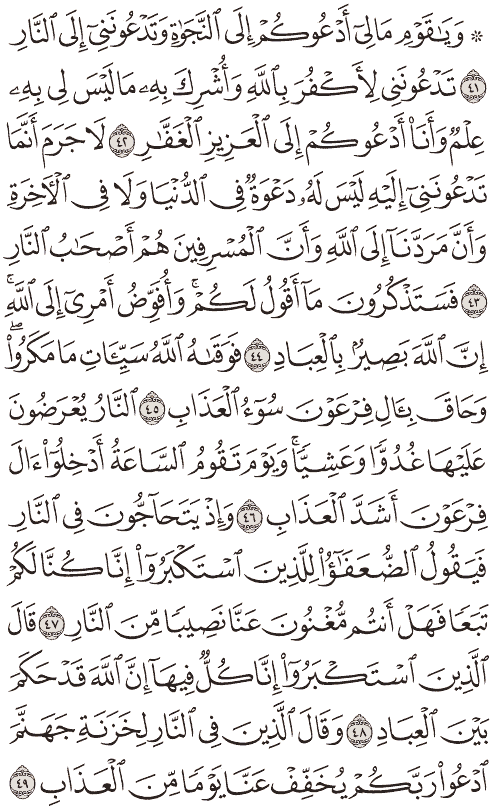 ۞ وَيَٰقَوْمِ مَالِيٓ أَدْعُوكُمْ إِلَى ٱلنَّجَوٰةِ وَتَدْعُونَنِيٓ إِلَى ٱلنَّارِ
٤١ تَدْعُونَنِي لِأَكْفُرَ بِٱللَّهِ وَأُشْرِكَ بِهِۦ مَا لَيْسَ لِي بِهِۦ
عِلْمٌ وَأَنَا۠ أَدْعُوكُمْ إِلَى ٱلْعَزِيزِ ٱلْغَفَّٰرِ ٤٢ لَا جَرَمَ أَنَّمَا
تَدْعُونَنِيٓ إِلَيْهِ لَيْسَ لَهُۥ دَعْوَةٌ فِي ٱلدُّنْيَا وَلَا فِي ٱلْأٓخِرَةِ
وَأَنَّ مَرَدَّنَآ إِلَى ٱللَّهِ وَأَنَّ ٱلْمُسْرِفِينَ هُمْ أَصْحَٰبُ ٱلنَّارِ
٤٣ فَسَتَذْكُرُونَ مَآ أَقُولُ لَكُمْۚ وَأُفَوِّضُ أَمْرِيٓ إِلَى ٱللَّهِۚ
إِنَّ ٱللَّهَ بَصِيرٌۢ بِٱلْعِبَادِ ٤٤ فَوَقَىٰهُ ٱللَّهُ سَيِّـَٔاتِ مَا مَكَرُوا۟ۖ
وَحَاقَ بِـَٔالِ فِرْعَوْنَ سُوٓءُ ٱلْعَذَابِ ٤٥ ٱلنَّارُ يُعْرَضُونَ
عَلَيْهَا غُدُوًّا وَعَشِيًّاۚ وَيَوْمَ تَقُومُ ٱلسَّاعَةُ أَدْخِلُوٓا۟ ءَالَ
فِرْعَوْنَ أَشَدَّ ٱلْعَذَابِ ٤٦ وَإِذْ يَتَحَآجُّونَ فِي ٱلنَّارِ
فَيَقُولُ ٱلضُّعَفَٰٓؤُا۟ لِلَّذِينَ ٱسْتَكْبَرُوٓا۟ إِنَّا كُنَّا لَكُمْ
تَبَعًا فَهَلْ أَنتُم مُّغْنُونَ عَنَّا نَصِيبًا مِّنَ ٱلنَّارِ ٤٧ قَالَ
ٱلَّذِينَ ٱسْتَكْبَرُوٓا۟ إِنَّا كُلٌّ فِيهَآ إِنَّ ٱللَّهَ قَدْ حَكَمَ
بَيْنَ ٱلْعِبَادِ ٤٨ وَقَالَ ٱلَّذِينَ فِي ٱلنَّارِ لِخَزَنَةِ جَهَنَّمَ
ٱدْعُوا۟ رَبَّكُمْ يُخَفِّفْ عَنَّا يَوْمًا مِّنَ ٱلْعَذَابِ ٤٩